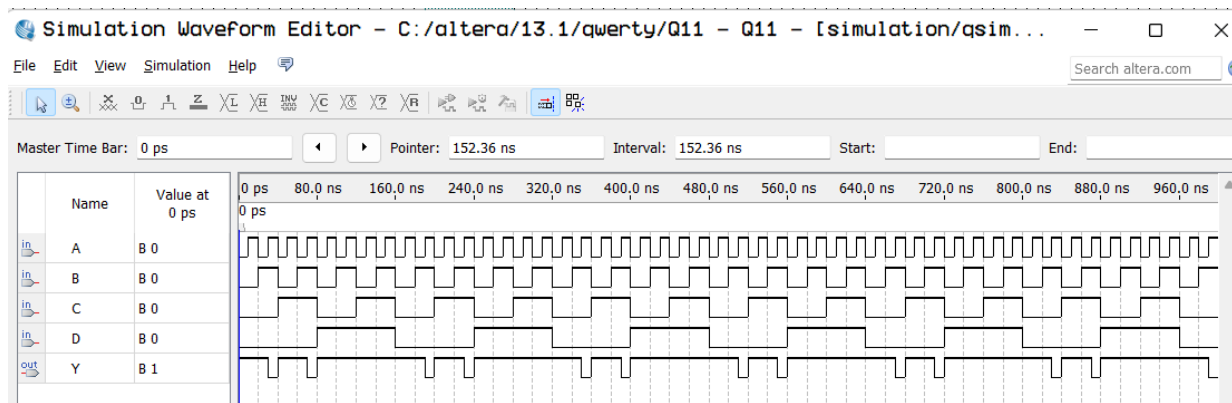 Simulation Waveform Editor - C:/altera/13.1/qwerty/Q11 - Q11 - [simulation/qsim...
File Edit View Simulation Help
Search altera.com
Master Time Bar: 0 ps Pointer: 152.36 ns Interval: 152.36 ns Start: End:
Name Value at 0 ps 0 ps 80.0 ns 160.0 ns 240.0 ns 320.0 ns 400.0 ns 480.0 ns 560.0 ns 640.0 ns 720.0 ns 800.0 ns 880.0 ns 960.0 ns
0 ps
in A B 0
in B B 0
in C B 0
in D B 0
out Y B 1